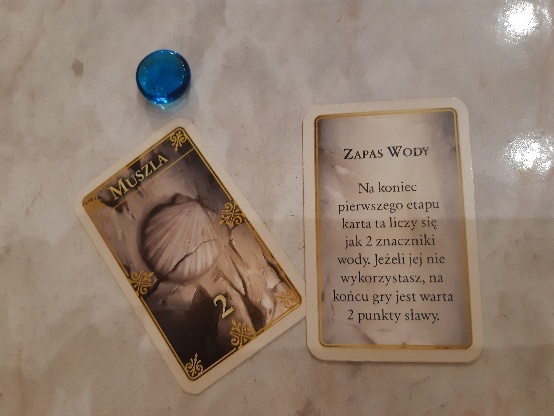 Muszla
2
Zapas Wody
Na koniec
pierwszego etapu
karta ta liczy się
jak 2 znaczniki
wody. Jeżeli jej nie
wykorzystasz, na
końcu gry jest warta
2 punkty sławy.